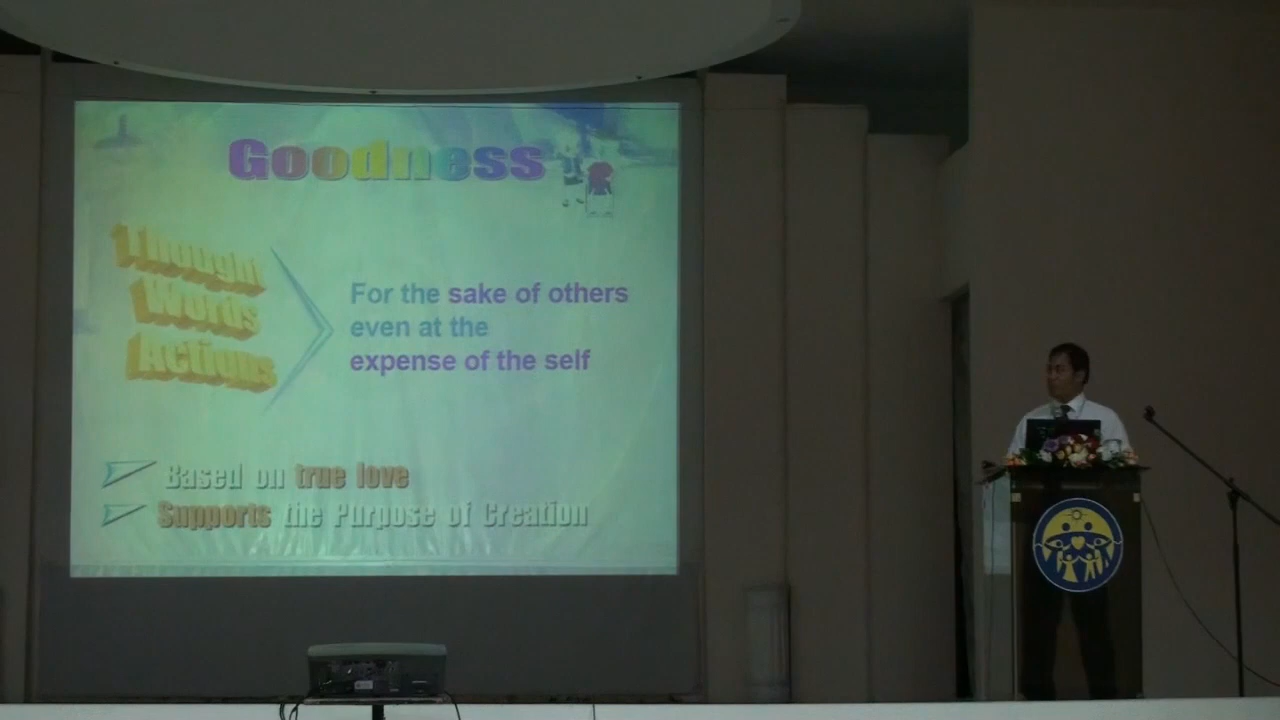 Goodness
Thought
Words
Actions
For the sake of others
even at the
expense of the self
Based on true love
Supports the Purpose of Creation